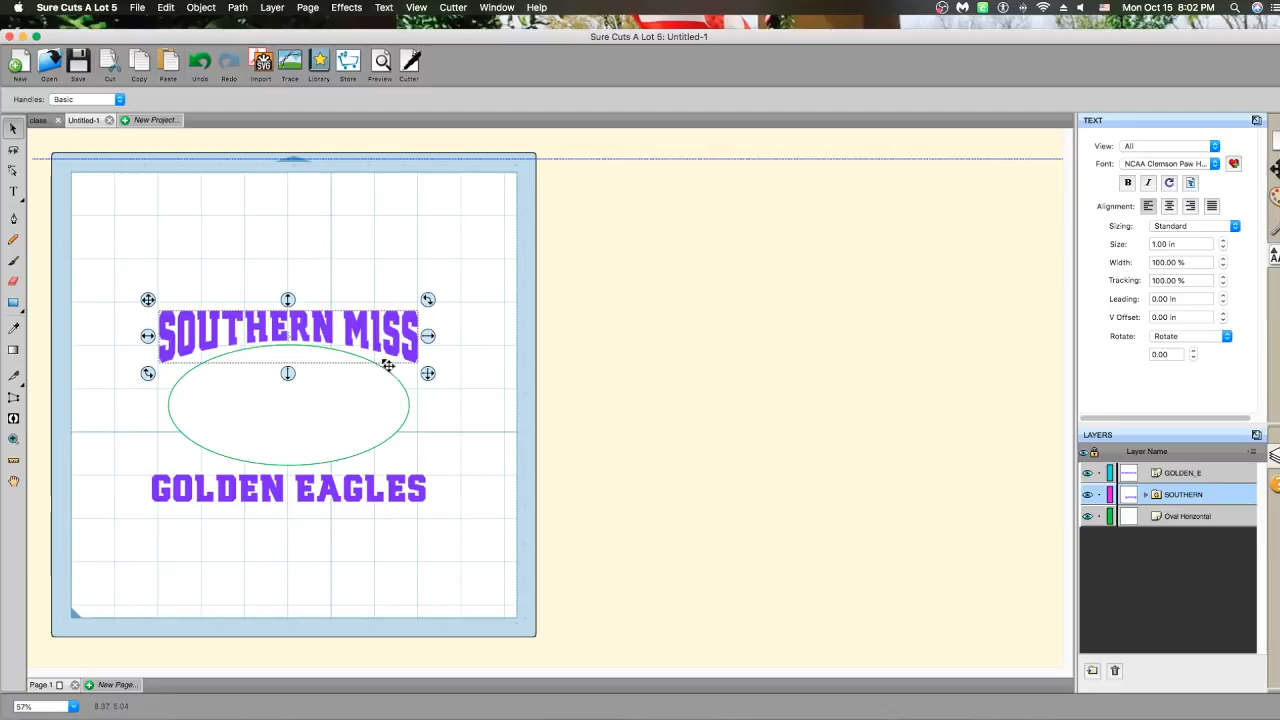 Sure Cuts A Lot 5 File Edit Object Path Layer Page Effects Text View Cutter Window Help Mon Oct 15 8:02 PM
Sure Cuts A Lot 5: Untitled-1
New Open Save Cut Copy Paste Undo Redo Import Trace Library Store Preview Cutter
SVG
Handles: Basic
class Untitled-1 New Project...
TEXT
View: All
Font: NCAA Clemson Paw H...
B I
Alignment:
Sizing: Standard
Size: 1.00 in
Width: 100.00 %
Tracking: 100.00 %
Leading: 0.00 in
V Offset: 0.00 in
Rotate: Rotate
0.00
SOUTHERN MISS
GOLDEN EAGLES
LAYERS
Layer Name
GOLDEN_E
SOUTHERN
Oval Horizontal
Page 1 New Page...
57% 8.37, 5.04